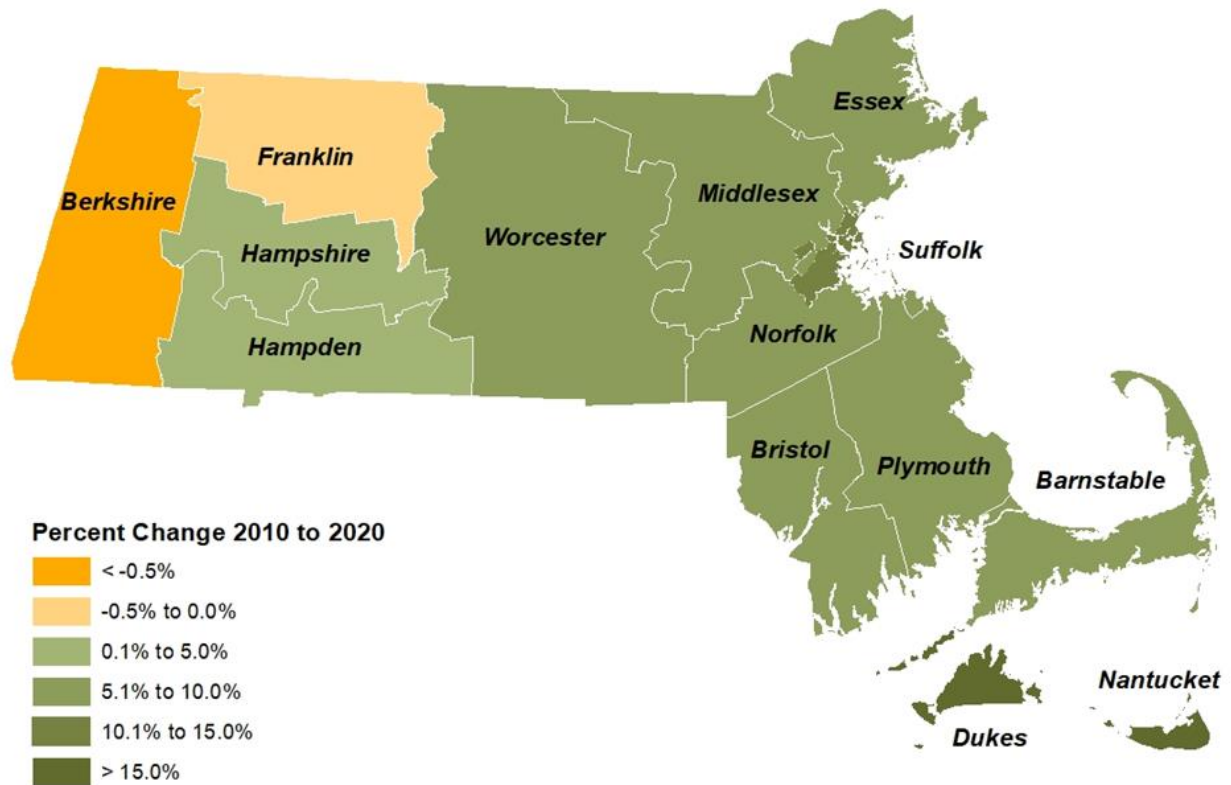 Essex
Franklin
Berkshire
Middlesex
Worcester
Suffolk
Hampshire
Norfolk
Hampden
Bristol
Plymouth
Barnstable
Nantucket
Dukes
Percent Change 2010 to 2020
< -0.5%
-0.5% to 0.0%
0.1% to 5.0%
5.1% to 10.0%
10.1% to 15.0%
> 15.0%